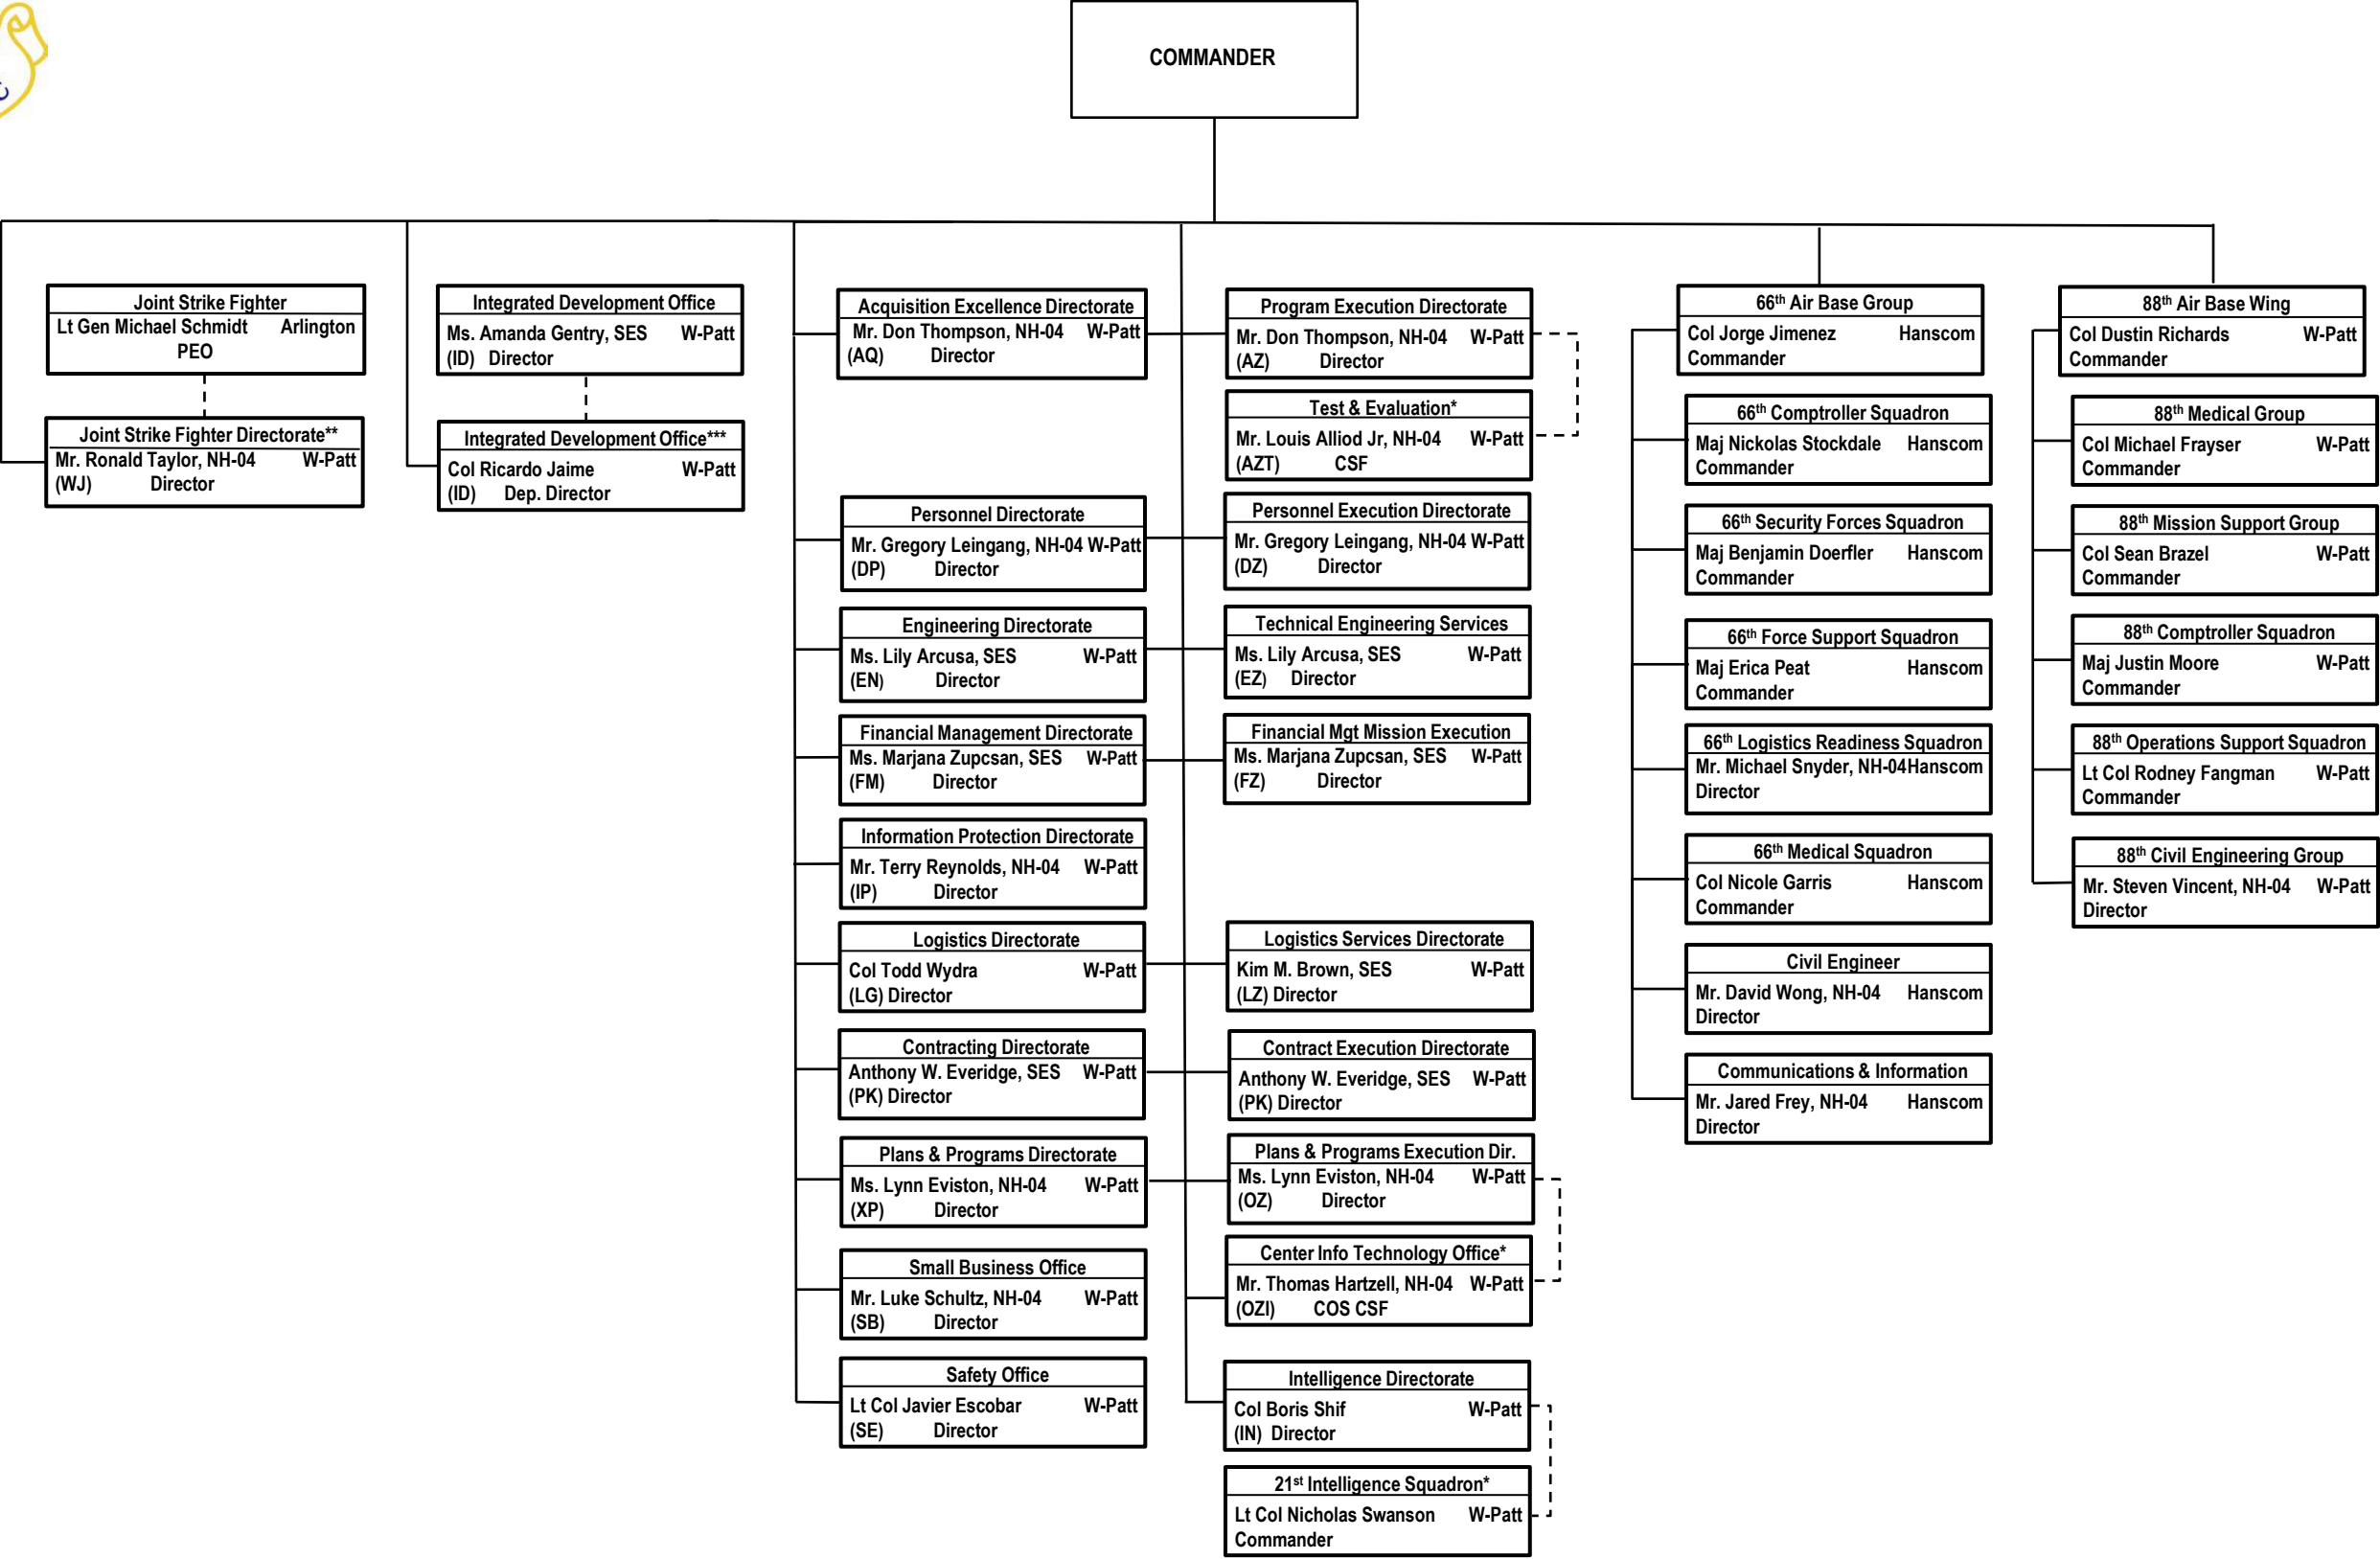 COMMANDER
Joint Strike Fighter
Lt Gen Michael Schmidt Arlington
PEO
Joint Strike Fighter Directorate**
Mr. Ronald Taylor, NH-04 W-Patt
(WJ) Director
Integrated Development Office
Ms. Amanda Gentry, SES W-Patt
(ID) Director
Integrated Development Office***
Col Ricardo Jaime W-Patt
(ID) Dep. Director
Acquisition Excellence Directorate
Mr. Don Thompson, NH-04 W-Patt
(AQ) Director
Personnel Directorate
Mr. Gregory Leingang, NH-04 W-Patt
(DP) Director
Engineering Directorate
Ms. Lily Arcusa, SES W-Patt
(EN) Director
Financial Management Directorate
Ms. Marjana Zupcsan, SES W-Patt
(FM) Director
Information Protection Directorate
Mr. Terry Reynolds, NH-04 W-Patt
(IP) Director
Logistics Directorate
Col Todd Wydra W-Patt
(LG) Director
Contracting Directorate
Anthony W. Everidge, SES W-Patt
(PK) Director
Plans & Programs Directorate
Ms. Lynn Eviston, NH-04 W-Patt
(XP) Director
Small Business Office
Mr. Luke Schultz, NH-04 W-Patt
(SB) Director
Safety Office
Lt Col Javier Escobar W-Patt
(SE) Director
Program Execution Directorate
Mr. Don Thompson, NH-04 W-Patt
(AZ) Director
Test & Evaluation*
Mr. Louis Alliod Jr, NH-04 W-Patt
(AZT) CSF
Personnel Execution Directorate
Mr. Gregory Leingang, NH-04 W-Patt
(DZ) Director
Technical Engineering Services
Ms. Lily Arcusa, SES W-Patt
(EZ) Director
Financial Mgt Mission Execution
Ms. Marjana Zupcsan, SES W-Patt
(FZ) Director
Logistics Services Directorate
Kim M. Brown, SES W-Patt
(LZ) Director
Contract Execution Directorate
Anthony W. Everidge, SES W-Patt
(PK) Director
Plans & Programs Execution Dir.
Ms. Lynn Eviston, NH-04 W-Patt
(OZ) Director
Center Info Technology Office*
Mr. Thomas Hartzell, NH-04 W-Patt
(OZI) COS CSF
Intelligence Directorate
Col Boris Shif W-Patt
(IN) Director
21st Intelligence Squadron*
Lt Col Nicholas Swanson W-Patt
Commander
66th Air Base Group
Col Jorge Jimenez Hanscom
Commander
66th Comptroller Squadron
Maj Nickolas Stockdale Hanscom
Commander
66th Security Forces Squadron
Maj Benjamin Doerfler Hanscom
Commander
66th Force Support Squadron
Maj Erica Peat Hanscom
Commander
66th Logistics Readiness Squadron
Mr. Michael Snyder, NH-04Hanscom
Director
66th Medical Squadron
Col Nicole Garris Hanscom
Commander
Civil Engineer
Mr. David Wong, NH-04 Hanscom
Director
Communications & Information
Mr. Jared Frey, NH-04 Hanscom
Director
88th Air Base Wing
Col Dustin Richards W-Patt
Commander
88th Medical Group
Col Michael Frayser W-Patt
Commander
88th Mission Support Group
Col Sean Brazel W-Patt
Commander
88th Comptroller Squadron
Maj Justin Moore W-Patt
Commander
88th Operations Support Squadron
Lt Col Rodney Fangman W-Patt
Commander
88th Civil Engineering Group
Mr. Steven Vincent, NH-04 W-Patt
Director